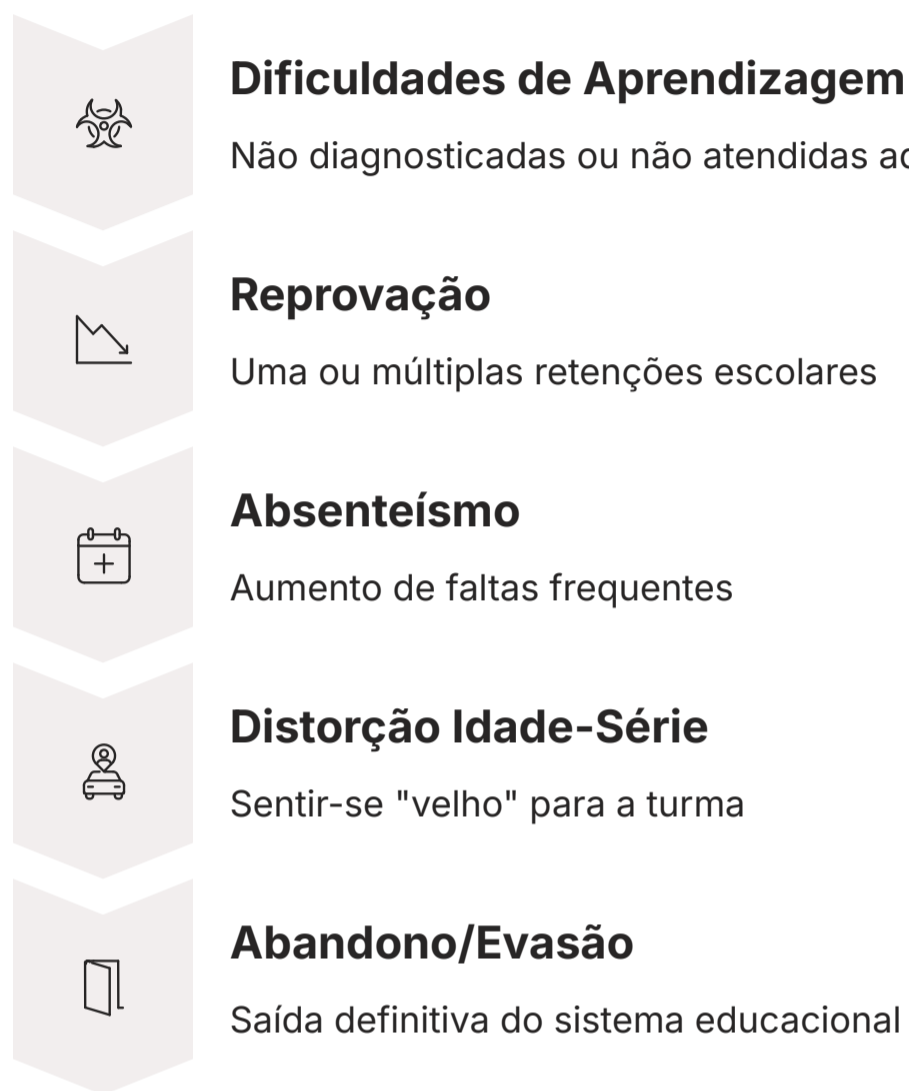 Dificuldades de Aprendizagem
Não diagnosticadas ou não atendidas
Reprovação
Uma ou múltiplas retenções escolares
Absenteísmo
Aumento de faltas frequentes
Distorção Idade-Série
Sentir-se "velho" para a turma
Abandono/Evasão
Saída definitiva do sistema educacional